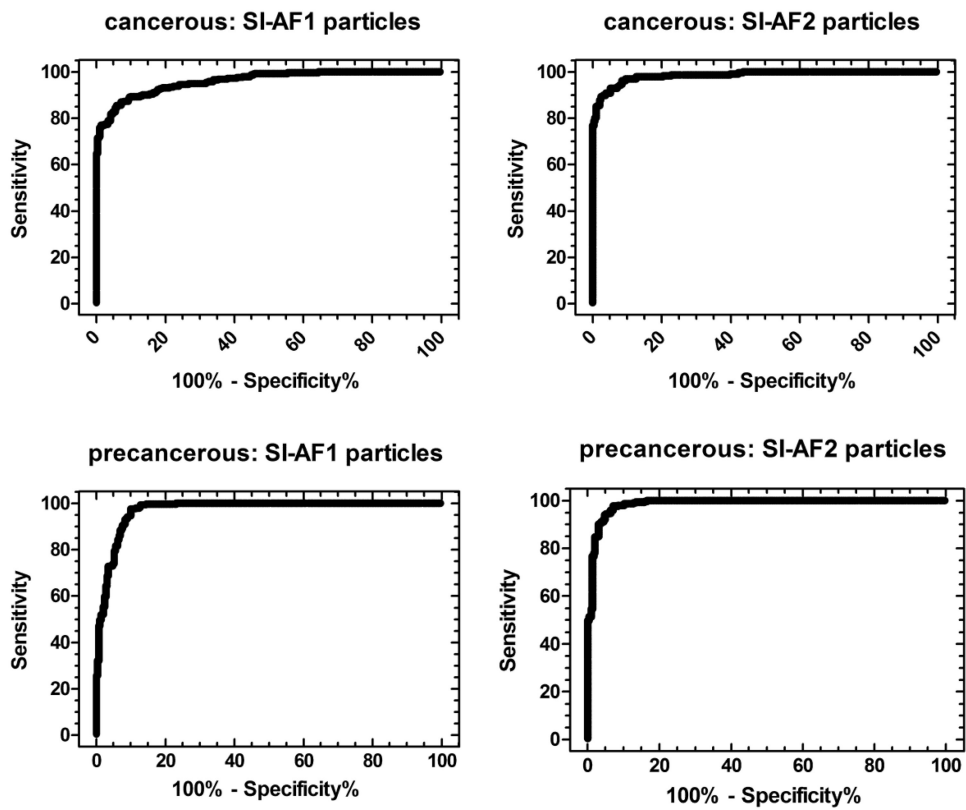 cancerous: SI-AF1 particles
100
80
60
40
20
0
Sensitivity
0 20 40 60 80 100
100% - Specificity%
cancerous: SI-AF2 particles
100
80
60
40
20
0
Sensitivity
0 20 40 60 80 100
100% - Specificity%
precancerous: SI-AF1 particles
100
80
60
40
20
0
Sensitivity
0 20 40 60 80 100
100% - Specificity%
precancerous: SI-AF2 particles
100
80
60
40
20
0
Sensitivity
0 20 40 60 80 100
100% - Specificity%